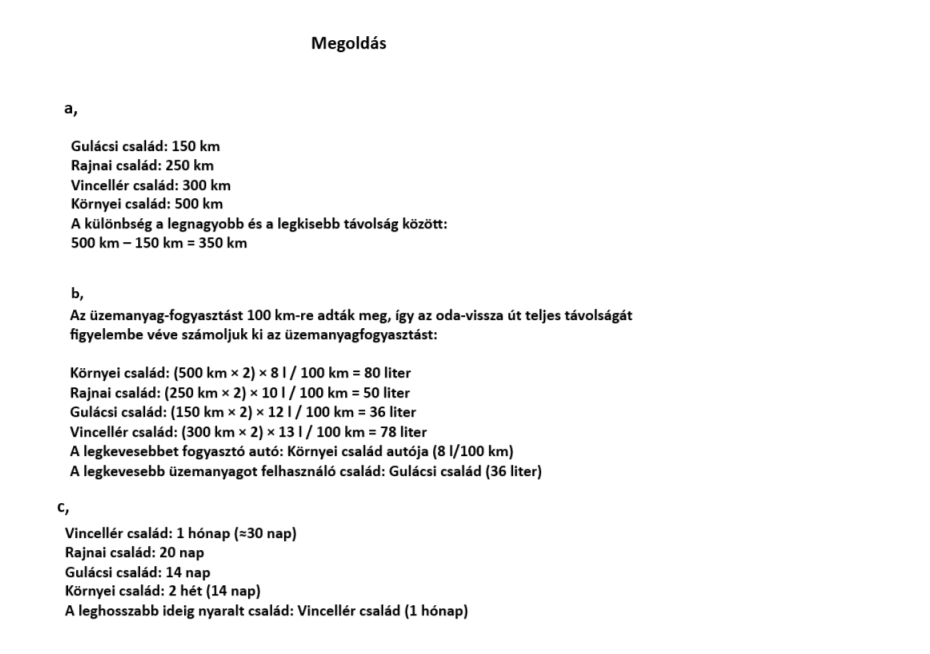 Megoldás
a,
Gulácsi család: 150 km
Rajnai család: 250 km
Vincellér család: 300 km
Környei család: 500 km
A különbség a legnagyobb és a legkisebb távolság között:
500 km – 150 km = 350 km
b,
Az üzemanyag-fogyasztást 100 km-re adták meg, így az oda-vissza út teljes távolságát
figyelembe véve számoljuk ki az üzemanyagfogyasztást:
Környei család: (500 km × 2) × 8 l / 100 km = 80 liter
Rajnai család: (250 km × 2) × 10 l / 100 km = 50 liter
Gulácsi család: (150 km × 2) × 12 l / 100 km = 36 liter
Vincellér család: (300 km × 2) × 13 l / 100 km = 78 liter
A legkevesebbet fogyasztó autó: Környei család autója (8 l/100 km)
A legkevesebb üzemanyagot felhasználó család: Gulácsi család (36 liter)
c,
Vincellér család: 1 hónap (≈30 nap)
Rajnai család: 20 nap
Gulácsi család: 14 nap
Környei család: 2 hét (14 nap)
A leghosszabb ideig nyaralt család: Vincellér család (1 hónap)